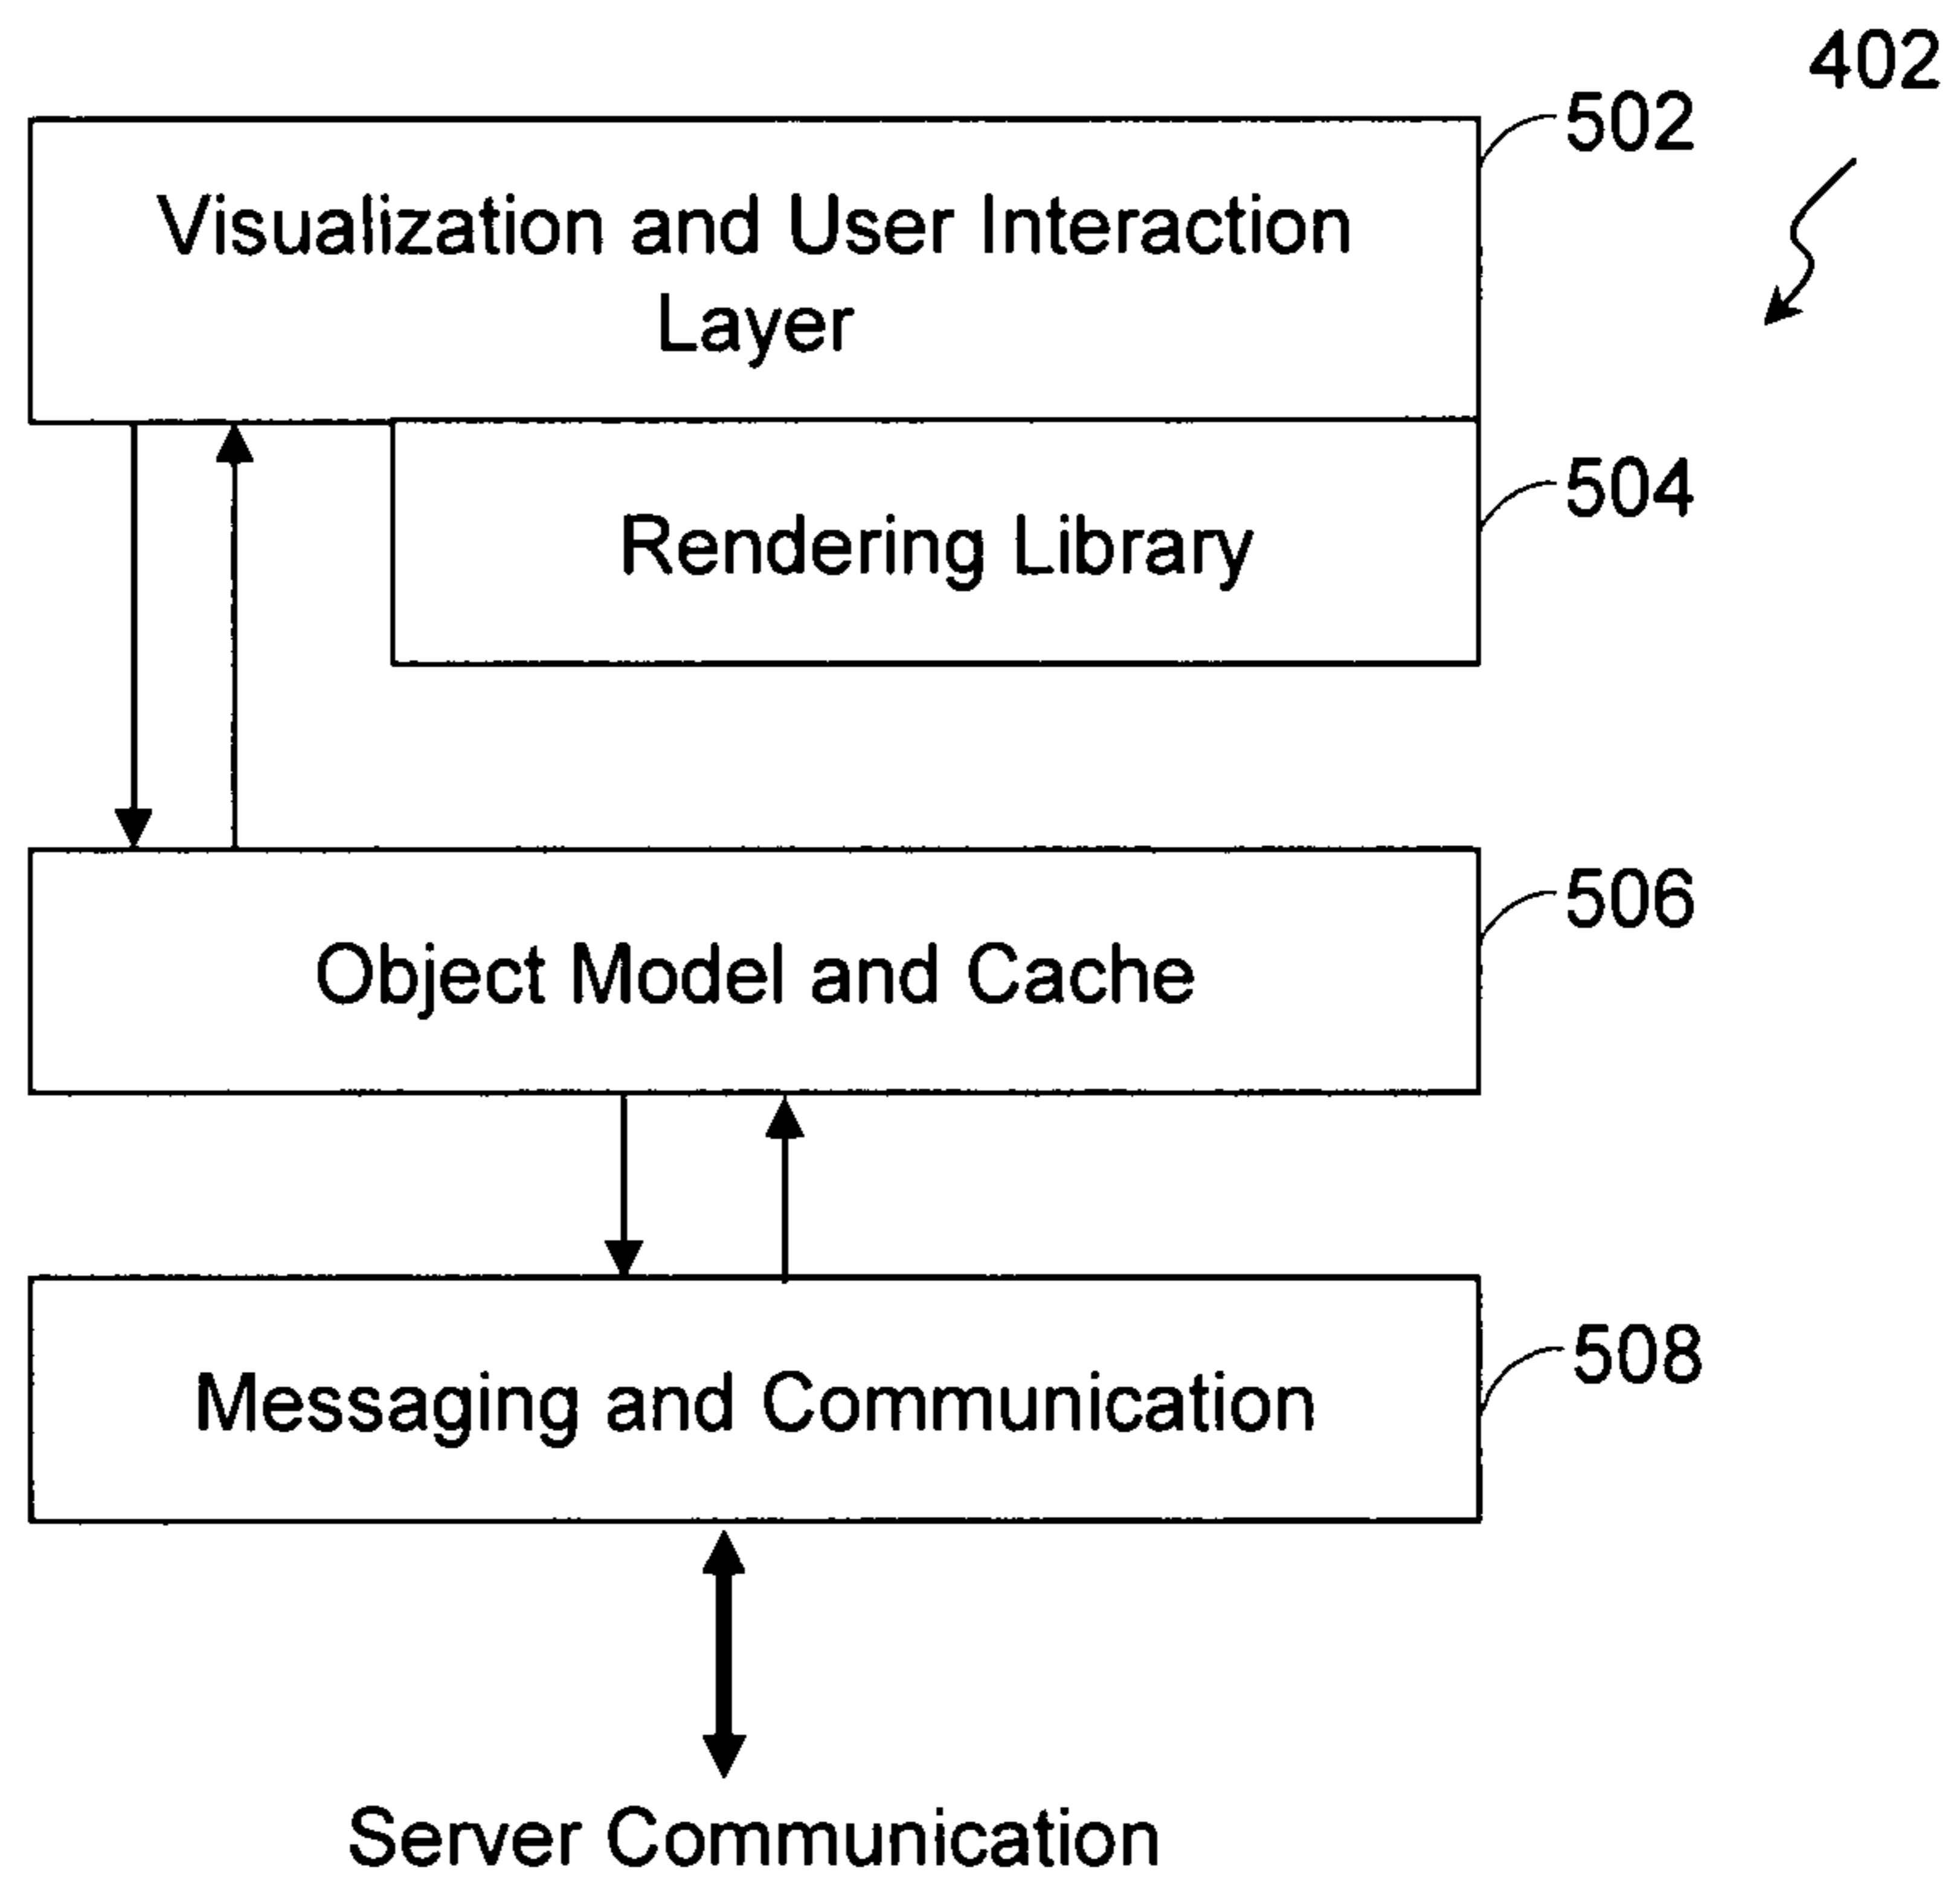 402
502
Visualization and User Interaction
Layer
504
Rendering Library
506
Object Model and Cache
508
Messaging and Communication
Server Communication